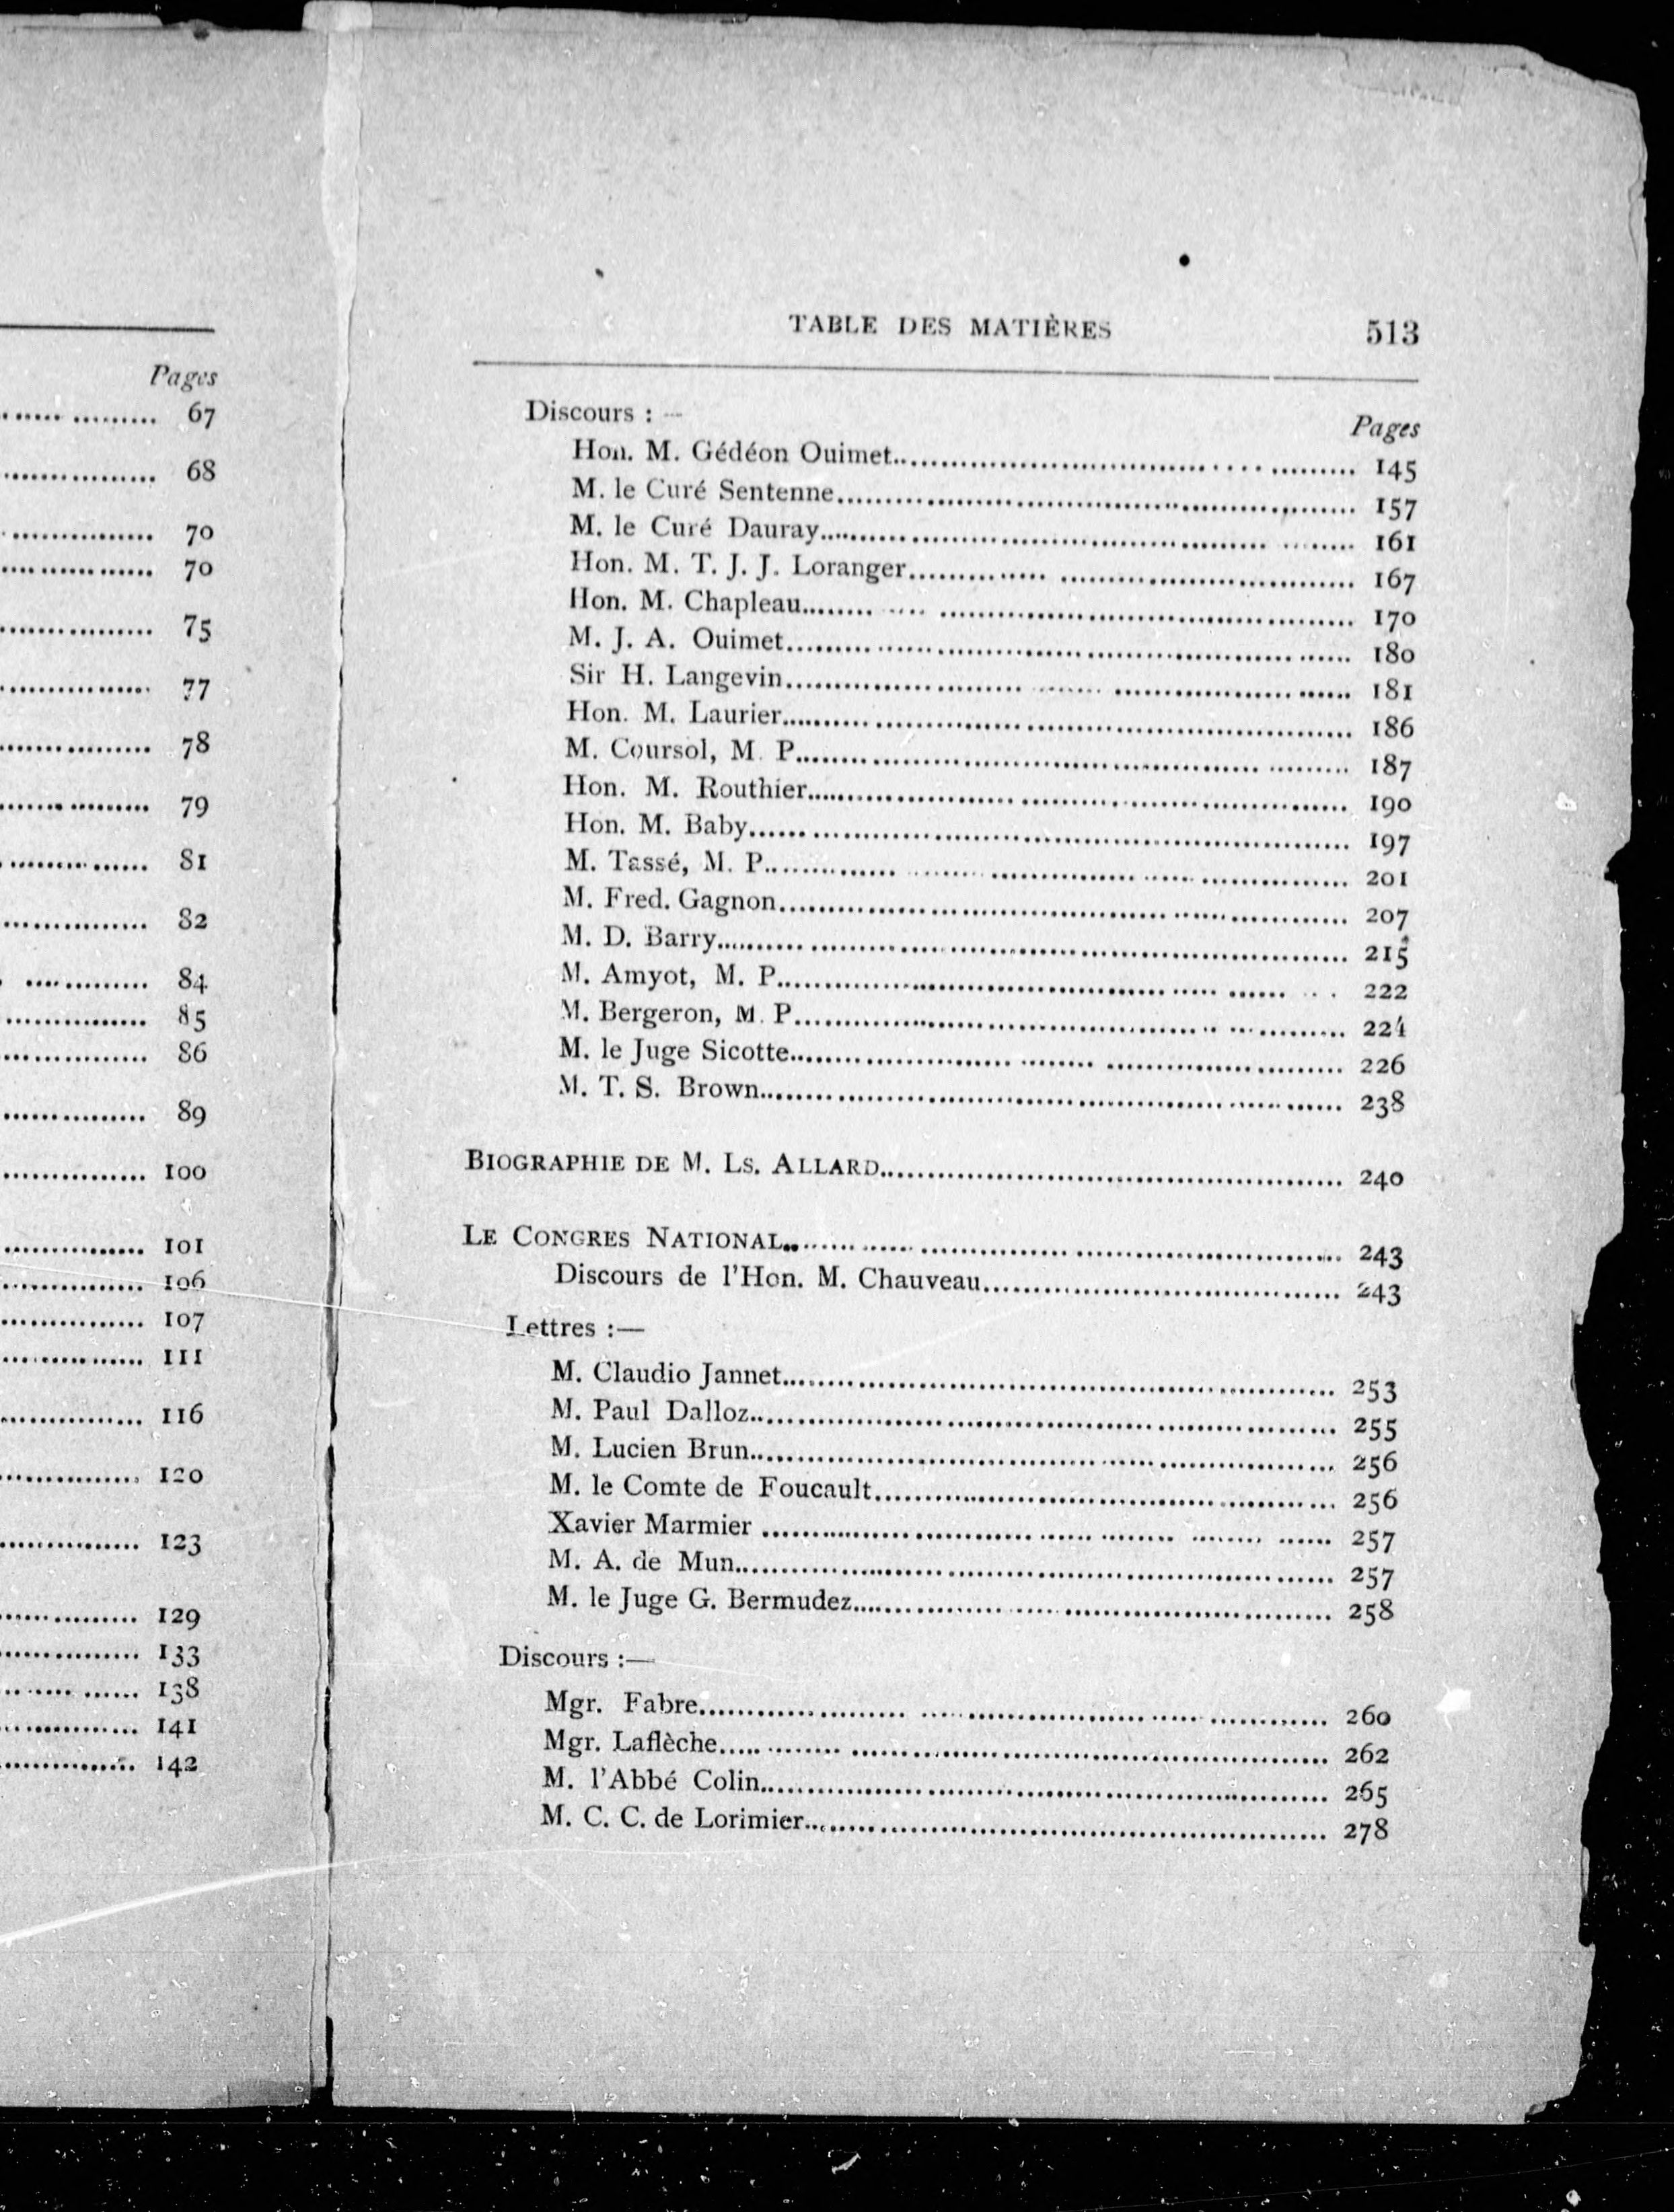 Pages
67
68
70
70
75
77
78
79
81
82
84
85
86
89
100
101
106
107
111
116
120
123
129
133
138
141
142
TABLE DES MATIÈRES 513
Discours :—
Pages
Hon. M. Gédéon Ouimet........ 145
M. le Curé Sentenne........ 157
M. le Curé Dauray........ 161
Hon. M. T. J. J. Loranger........ 167
Hon. M. Chapleau........ 170
M. J. A. Ouimet........ 180
Sir H. Langevin........ 181
Hon. M. Laurier........ 186
M. Coursol, M. P........ 187
Hon. M. Routhier........ 190
Hon. M. Baby........ 197
M. Tassé, M. P........ 201
M. Fred. Gagnon........ 207
M. D. Barry........ 215
M. Amyot, M. P........ 222
M. Bergeron, M. P........ 224
M. le Juge Sicotte........ 226
M. T. S. Brown........ 238
BIOGRAPHIE DE M. LS. ALLARD........ 240
LE CONGRES NATIONAL........ 243
Discours de l'Hon. M. Chauveau........ 243
Lettres :—
M. Claudio Jannet........ 253
M. Paul Dalloz........ 255
M. Lucien Brun........ 256
M. le Comte de Foucault........ 256
Xavier Marmier ........ 257
M. A. de Mun........ 257
M. le Juge G. Bermudez........ 258
Discours :—
Mgr. Fabre........ 260
Mgr. Laflèche........ 262
M. l'Abbé Colin........ 265
M. C. C. de Lorimier........ 278